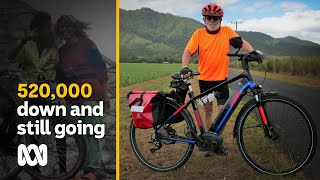 520,000
down and
still going